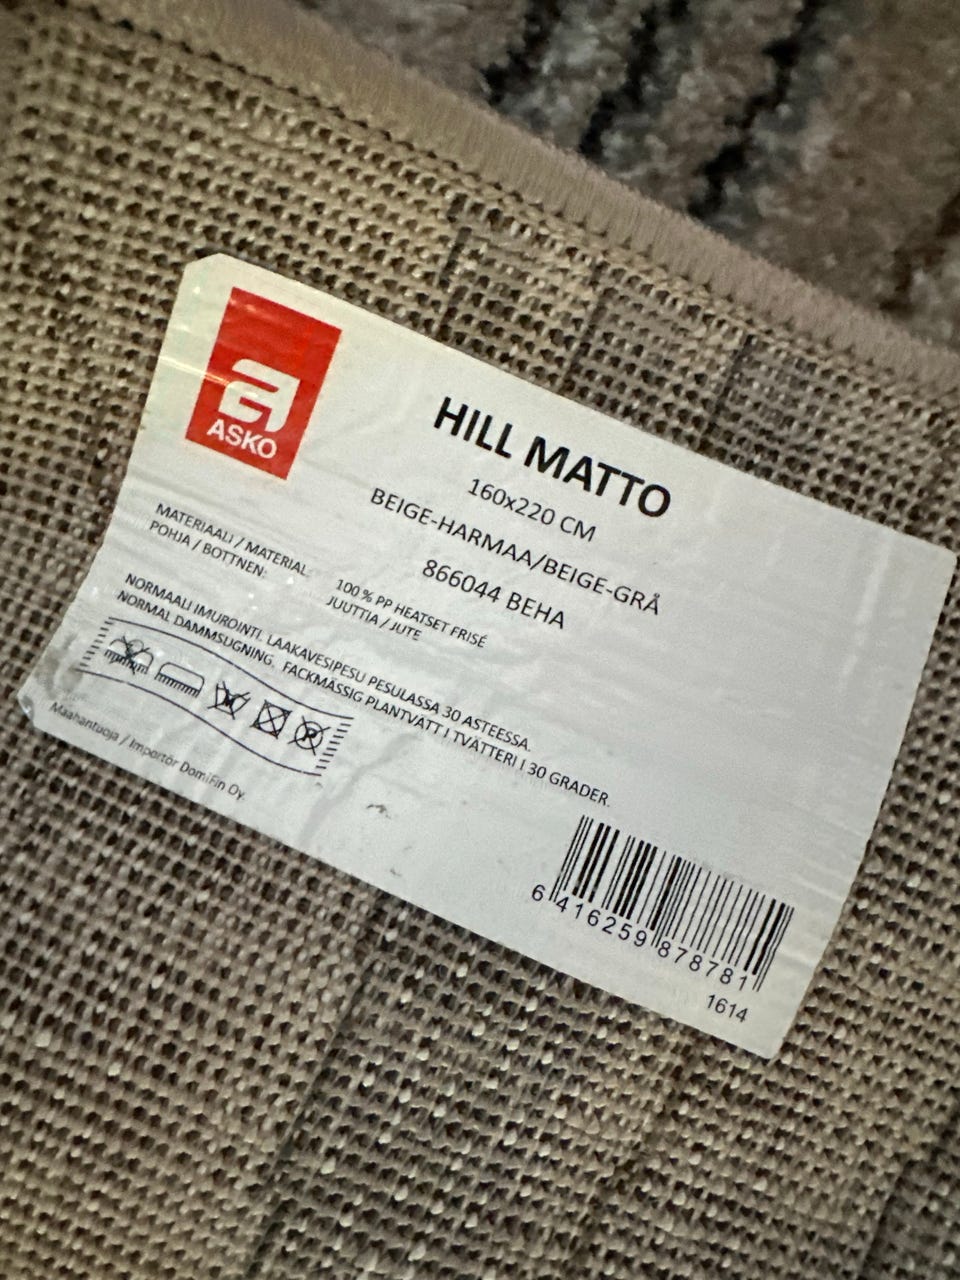 ASKO
HILL MATTO
160x220 CM
BEIGE-HARMAA/BEIGE-GRÅ
866044 BEHA
MATERIAALI / MATERIAL: 100 % PP HEATSET FRISÉ
POHJA / BOTTNEN: JUUTTIA / JUTE
NORMAALI IMUROINTI. LAAKAVESIPESU PESULASSA 30 ASTEESSA.
NORMAL DAMMSUGNING. FACKMÄSSIG PLANTVATT I TVÄTTERI I 30 GRADER.
P
Maahantuoja / Importör DomiFin Oy.
6 416259 878781
1614